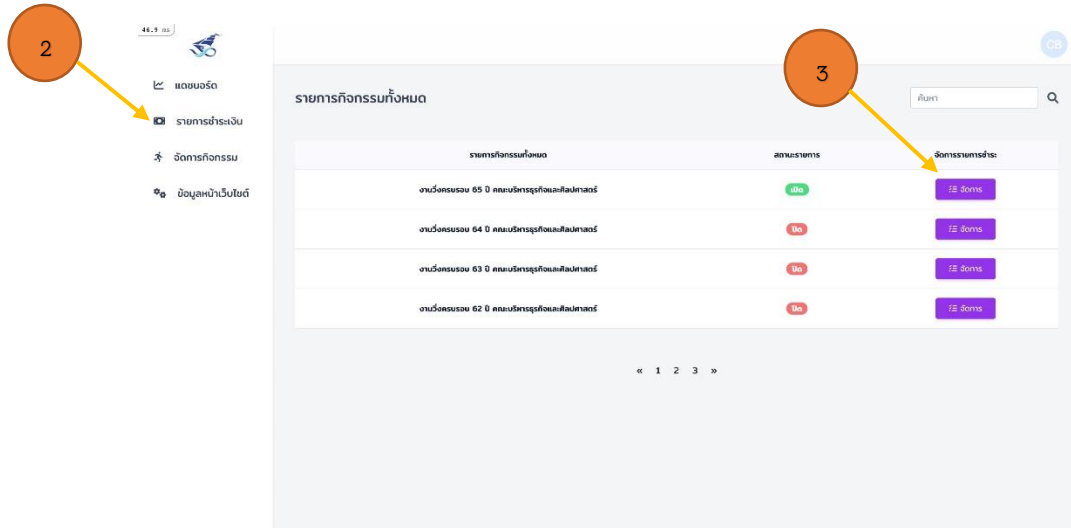 46.9 ms
2
CB
3
แดชบอร์ด
รายการชำระเงิน
จัดการกิจกรรม
ข้อมูลหน้าเว็บไซต์
รายการกิจกรรมทั้งหมด
ค้นหา
รายการกิจกรรมทั้งหมด สถานะรายการ จัดการรายการชำระ
งานวิ่งครบรอบ 65 ปี คณะบริหารธุรกิจและศิลปศาสตร์ เปิด จัดการ
งานวิ่งครบรอบ 64 ปี คณะบริหารธุรกิจและศิลปศาสตร์ ปิด จัดการ
งานวิ่งครบรอบ 63 ปี คณะบริหารธุรกิจและศิลปศาสตร์ ปิด จัดการ
งานวิ่งครบรอบ 62 ปี คณะบริหารธุรกิจและศิลปศาสตร์ ปิด จัดการ
« 1 2 3 »